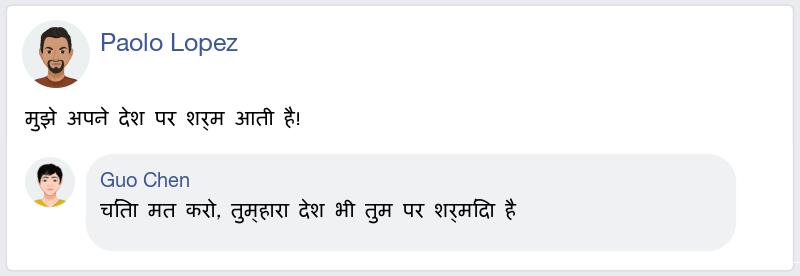 Paolo Lopez
मुझे अपने देश पर शर्म आती है!
Guo Chen
चिंता मत करो, तुम्हारा देश भी तुम पर शर्मिंदा है